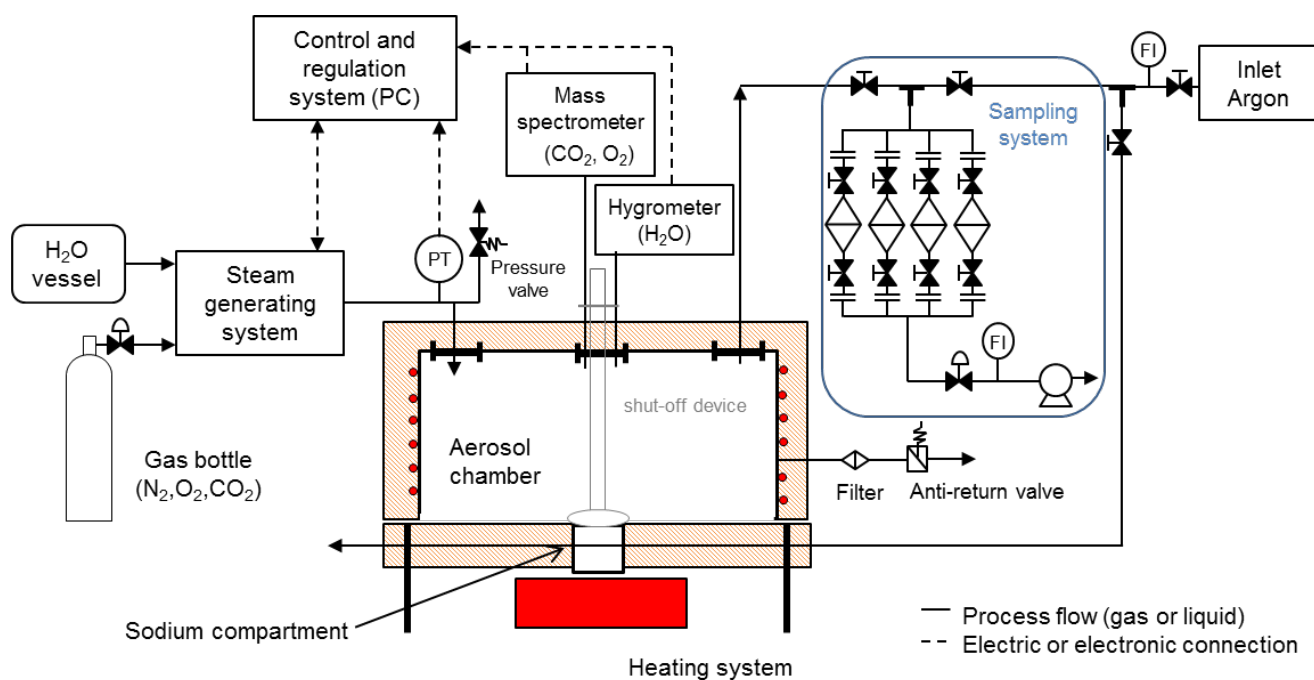 Control and
regulation
system (PC)
Mass
spectrometer
(CO₂, O₂)
Hygrometer
(H₂O)
FI
Inlet
Argon
Sampling
system
H₂O
vessel
Steam
generating
system
PT
Pressure
valve
FI
shut-off device
Aerosol
chamber
Gas bottle
(N₂,O₂,CO₂)
Filter
Anti-return valve
Sodium compartment
Heating system
Process flow (gas or liquid)
Electric or electronic connection